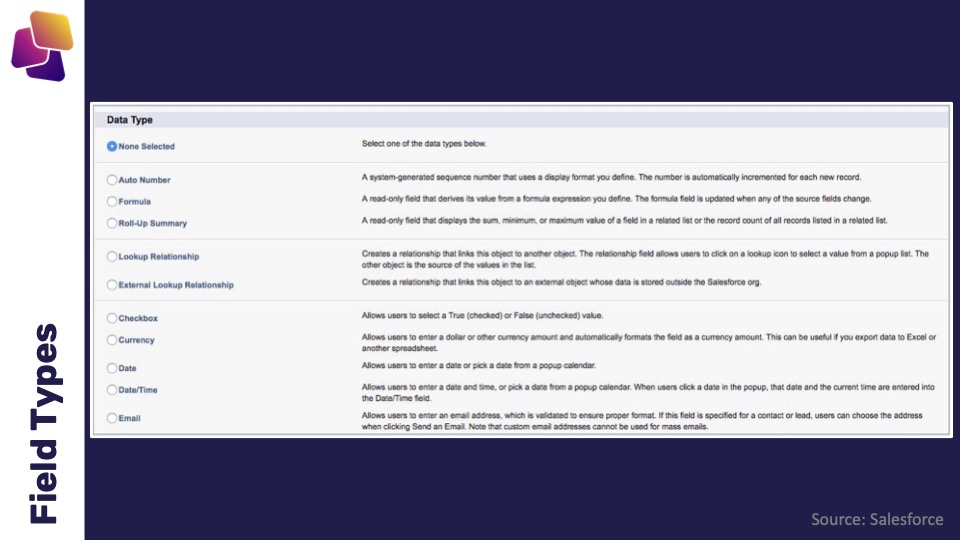 Field Types
Data Type
None Selected
Select one of the data types below.
Auto Number
A system-generated sequence number that uses a display format you define. The number is automatically incremented for each new record.
Formula
A read-only field that derives its value from a formula expression you define. The formula field is updated when any of the source fields change.
Roll-Up Summary
A read-only field that displays the sum, minimum, or maximum value of a field in a related list or the record count of all records listed in a related list.
Lookup Relationship
Creates a relationship that links this object to another object. The relationship field allows users to click on a lookup icon to select a value from a popup list. The
other object is the source of the values in the list.
External Lookup Relationship
Creates a relationship that links this object to an external object whose data is stored outside the Salesforce org.
Checkbox
Allows users to select a True (checked) or False (unchecked) value.
Currency
Allows users to enter a dollar or other currency amount and automatically formats the field as a currency amount. This can be useful if you export data to Excel or
another spreadsheet.
Date
Allows users to enter a date or pick a date from a popup calendar.
Date/Time
Allows users to enter a date and time, or pick a date from a popup calendar. When users click a date in the popup, that date and the current time are entered into
the Date/Time field.
Email
Allows users to enter an email address, which is validated to ensure proper format. If this field is specified for a contact or lead, users can choose the address
when clicking Send an Email. Note that custom email addresses cannot be used for mass emails.
Source: Salesforce